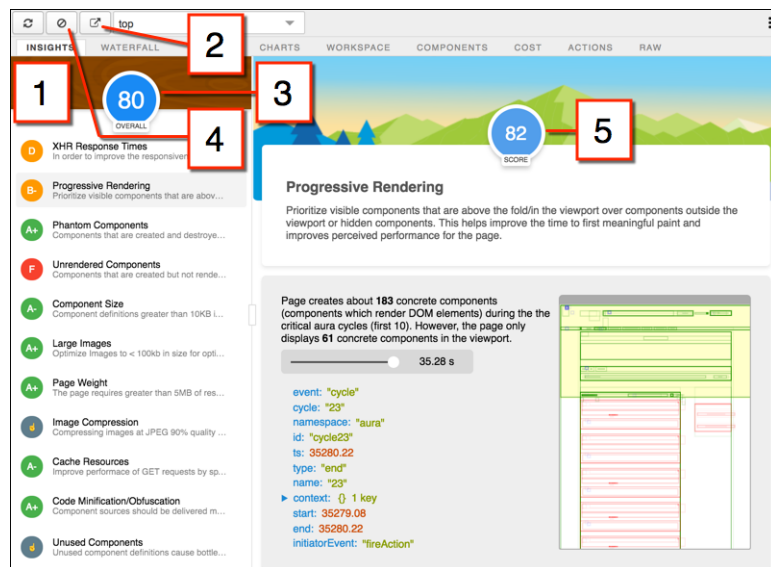 top
INSIGHTS WATERFALL CHARTS WORKSPACE COMPONENTS COST ACTIONS RAW
1
2
3
4
5
80
OVERALL
82
SCORE
D
XHR Response Times
In order to improve the
B-
Progressive Rendering
Prioritize visible components that are abov...
A+
Phantom Components
Components that are created and destroye...
F
Unrendered Components
Components that are created but not rende...
A-
Component Size
Component definitions greater than 10KB i...
A+
Large Images
Optimize Images to < 100kb in size for opti...
A+
Page Weight
The page requires greater than 5MB of res...
Image Compression
Compressing images at JPEG 90% quality ...
A-
Cache Resources
Improve performace of GET requests by sp...
A+
Code Minification/Obfuscation
Component sources should be delivered m...
Unused Components
Unused component definitions cause bottle...
Progressive Rendering
Prioritize visible components that are above the fold/in the viewport over components outside the
viewport or hidden components. This helps improve the time to first meaningful paint and
improves perceived performance for the page.
Page creates about 183 concrete components
(components which render DOM elements) during the the
critical aura cycles (first 10). However, the page only
displays 61 concrete components in the viewport.
35.28 s
event: "cycle"
cycle: "23"
namespace: "aura"
id: "cycle23"
ts: 35280.22
type: "end"
name: "23"
context: {} 1 key
start: 35279.08
end: 35280.22
initiatorEvent: "fireAction"